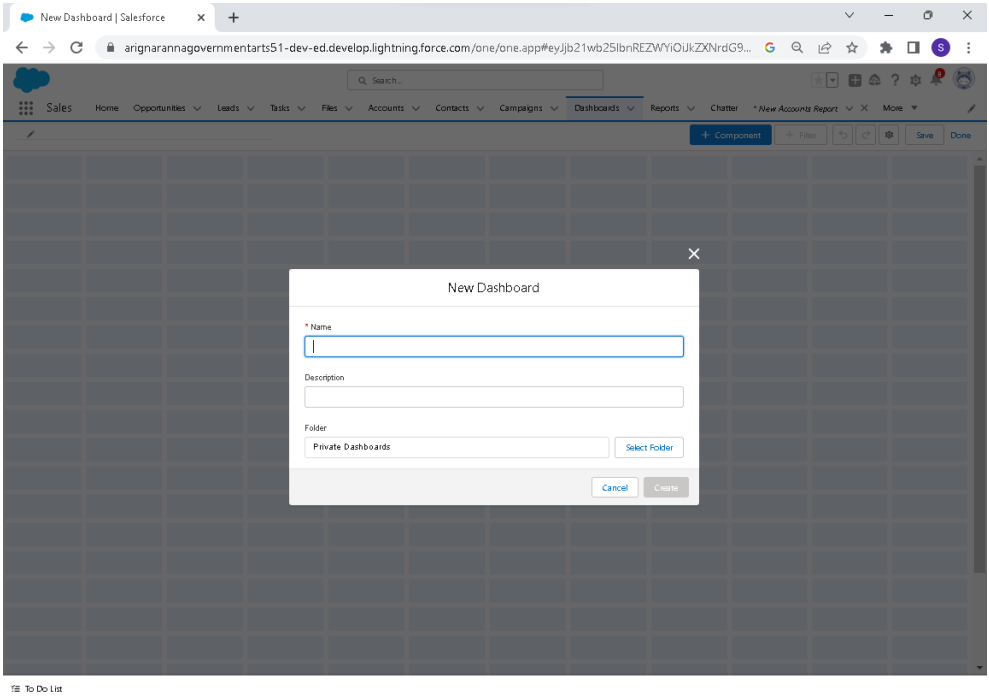 New Dashboard | Salesforce
arignarannagovernmentarts51-dev-ed.develop.lightning.force.com/one/one.app#eyJjb21wb25lbnREZWYiOiJkZXNrdG9...
S
Search...
Sales Home Opportunities Leads Tasks Files Accounts Contacts Campaigns Dashboards Reports Chatter * New Accounts Report More
+ Component + Filter Save Done
New Dashboard
* Name
Description
Folder
Private Dashboards Select Folder
Cancel Create
To Do List